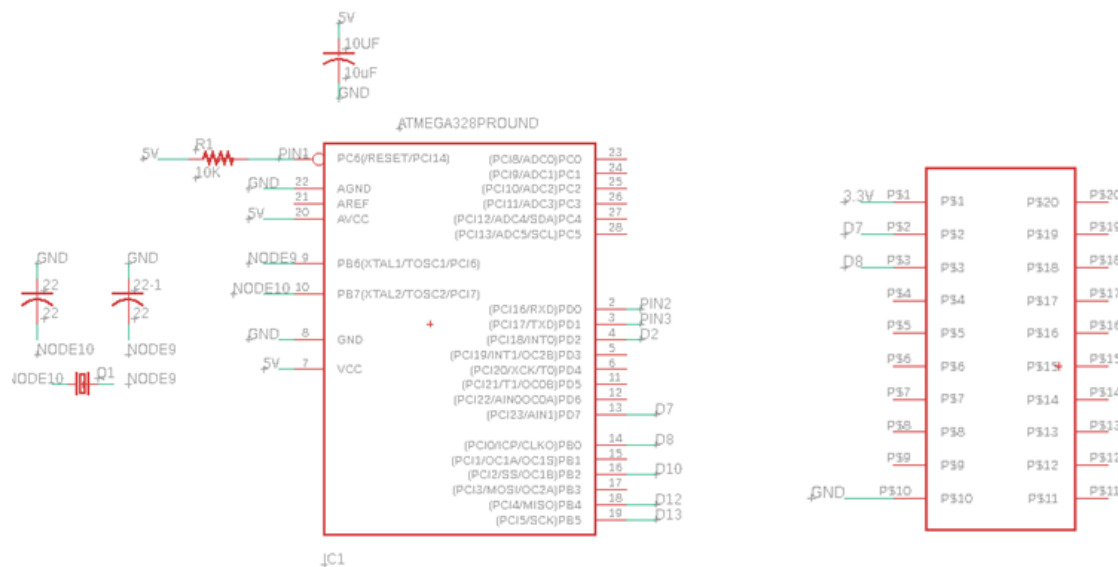 5V
10UF
10uF
GND
ATMEGA328PROUND
5V
R1
10K
PIN1
PC6(/RESET/PCI14)
GND
22
AGND
21
AREF
5V
20
AVCC
NODE9
9
PB6(XTAL1/TOSC1/PCI6)
NODE10
10
PB7(XTAL2/TOSC2/PCI7)
GND
8
GND
5V
7
VCC
(PCI8/ADC0)PC0
23
(PCI9/ADC1)PC1
24
(PCI10/ADC2)PC2
25
(PCI11/ADC3)PC3
26
(PCI12/ADC4/SDA)PC4
27
(PCI13/ADC5/SCL)PC5
28
(PCI16/RXD)PD0
2
PIN2
(PCI17/TXD)PD1
3
PIN3
(PCI18/INT0)PD2
4
D2
(PCI19/INT1/OC2B)PD3
5
(PCI20/XCK/T0)PD4
6
(PCI21/T1/OC0B)PD5
11
(PCI22/AIN0OC0A)PD6
12
(PCI23/AIN1)PD7
13
D7
(PCI0/ICP/CLKO)PB0
14
D8
(PCI1/OC1A/OC1S)PB1
15
(PCI2/SS/OC1B)PB2
16
D10
(PCI3/MOSI/OC2A)PB3
17
(PCI4/MISO)PB4
18
D12
(PCI5/SCK)PB5
19
D13
IC1
GND
22
22
NODE10
GND
22-1
22
NODE9
NODE10
Q1
NODE9
3.3V
P$1
P$1
D7
P$2
P$2
D8
P$3
P$3
P$4
P$4
P$5
P$5
P$6
P$6
P$7
P$7
P$8
P$8
P$9
P$9
GND
P$10
P$10
P$20
P$20
P$19
P$19
P$18
P$18
P$17
P$17
P$16
P$16
P$15
P$15
P$14
P$14
P$13
P$13
P$12
P$12
P$11
P$11